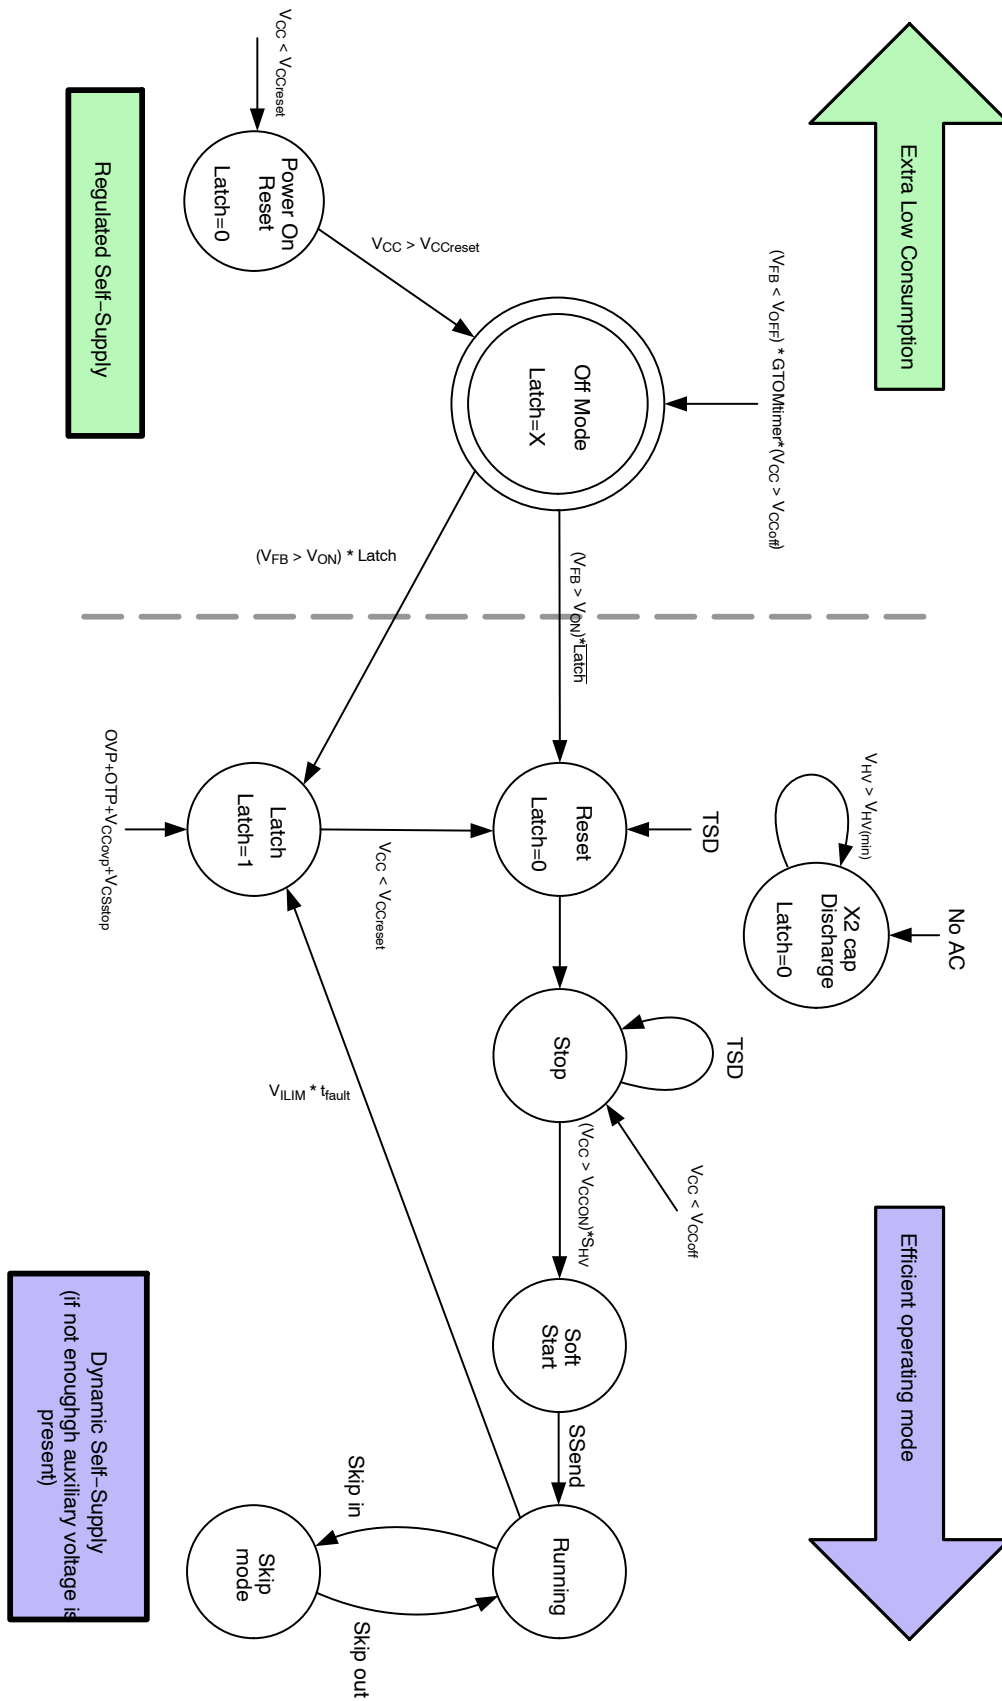 Extra Low Consumption
Efficient operating mode
(VFB < VOFF) * GTOMtimer*(VCC > VCCoff)
No AC
VHV > VHV(min)
X2 cap
Discharge
Latch=0
TSD
TSD
VCC < VCCoff
Off Mode
Latch=X
(VFB > VON)*Latch
Reset
Latch=0
Stop
(VCC > VCCON)*SHV
Soft
Start
SSend
Running
VCC > VCCreset
(VFB > VON) * Latch
VCC < VCCreset
VILIM * tfault
Skip in
Skip out
VCC < VCCreset
Power On
Reset
Latch=0
Latch
Latch=1
OVP+OTP+VCCovp+VCSstop
Skip
mode
Regulated Self−Supply
Dynamic Self−Supply
(if not enoughgh auxiliary voltage is
present)